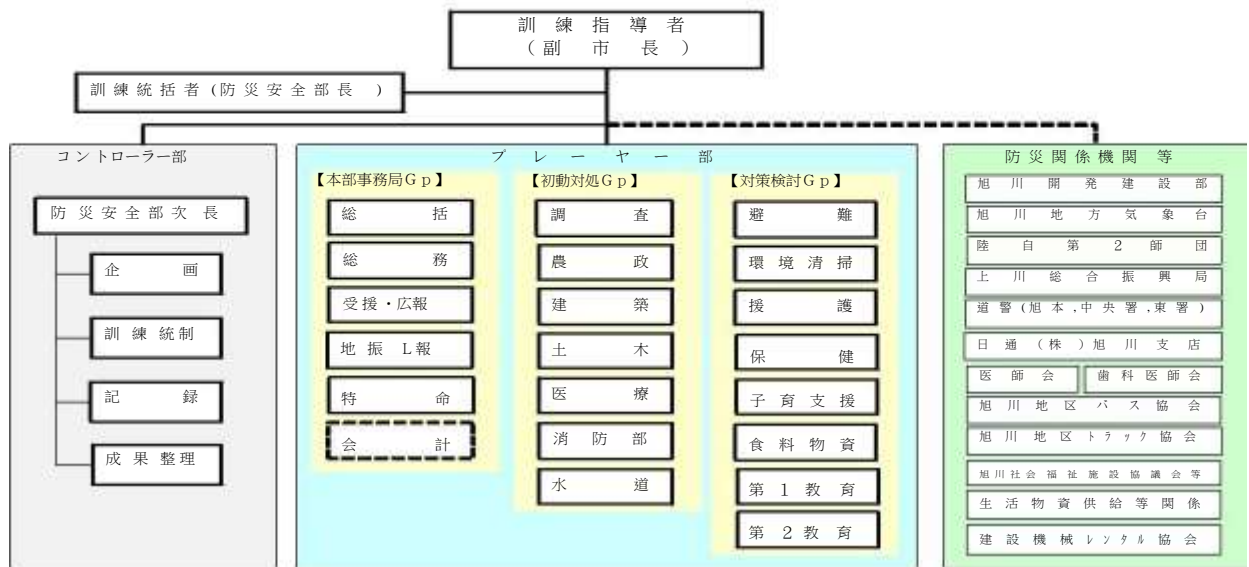 訓練指導者
(副市長)
訓練統括者(防災安全部長)
コントローラー部
防災安全部次長
企画
訓練統制
記録
成果整理
プレーヤー部
【本部事務局Gp】
総括
総務
受援・広報
地振L報
特命
会計
【初動対処Gp】
調査
農政
建築
土木
医療
消防部
水道
【対策検討Gp】
避難
環境清掃
援護
保健
子育支援
食料物資
第1教育
第2教育
防災関係機関等
旭川開発建設部
旭川地方気象台
陸自第2師団
上川総合振興局
道警(旭本,中央署,東署)
日通(株)旭川支店
医師会
歯科医師会
旭川地区バス協会
旭川地区トラック協会
旭川社会福祉施設協議会等
生活物資供給等関係
建設機械レンタル協会